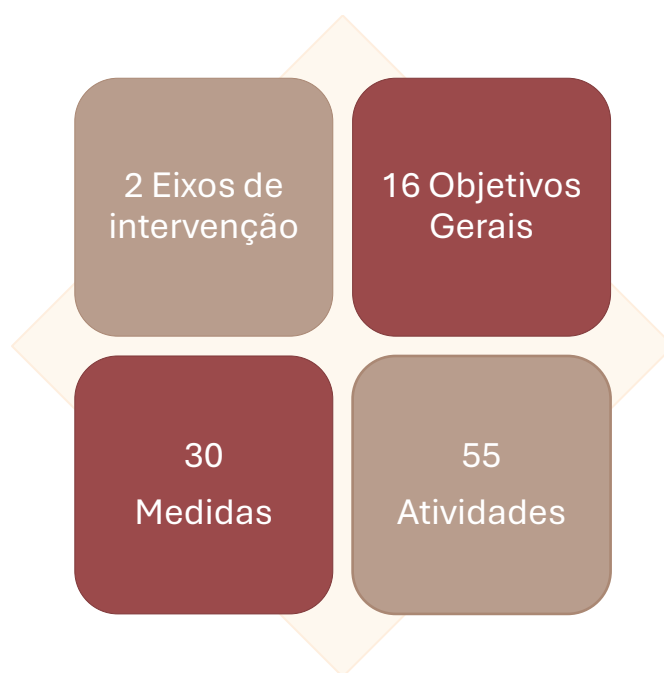 2 Eixos de
intervenção
16 Objetivos
Gerais
30
Medidas
55
Atividades